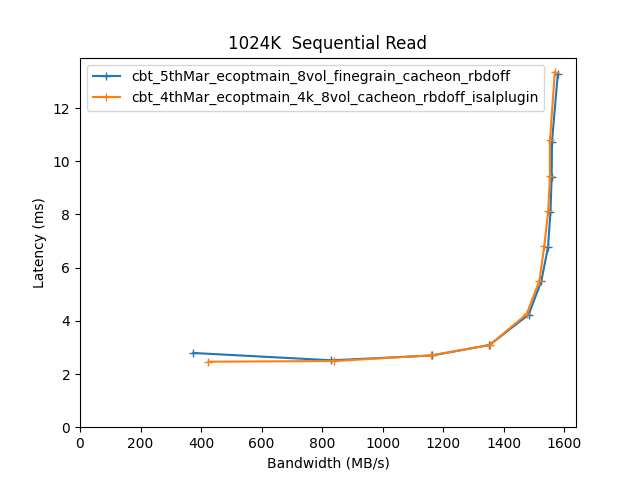 1024K  Sequential Read
cbt_5thMar_ecoptmain_8vol_finegrain_cacheon_rbdoff
cbt_4thMar_ecoptmain_4k_8vol_cacheon_rbdoff_isalplugin
Latency (ms)
12
10
8
6
4
2
0
0 200 400 600 800 1000 1200 1400 1600
Bandwidth (MB/s)